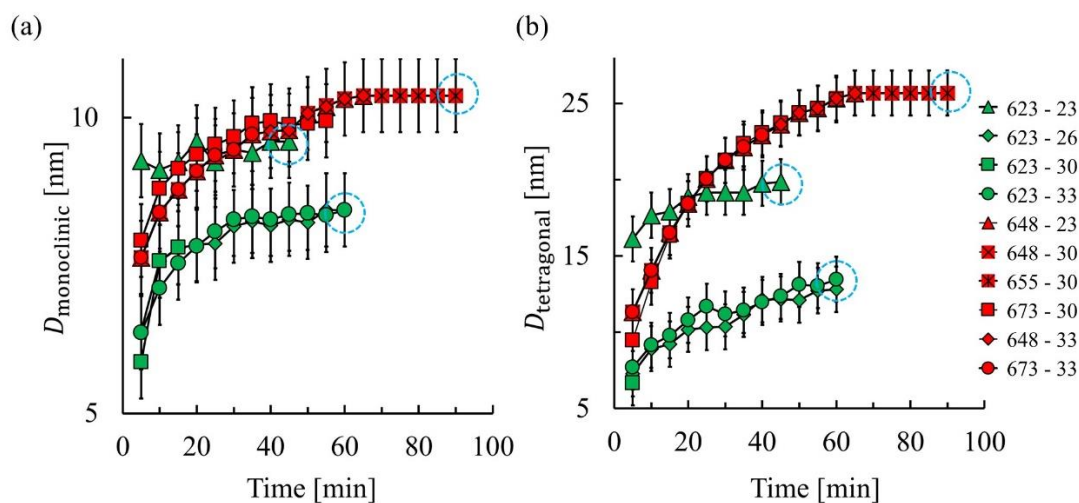 (a)
(b)
10
5
D monoclinic [nm]
0 20 40 60 80 100
Time [min]
25
15
5
D tetragonal [nm]
0 20 40 60 80 100
Time [min]
623 - 23
623 - 26
623 - 30
623 - 33
648 - 23
648 - 30
655 - 30
673 - 30
648 - 33
673 - 33